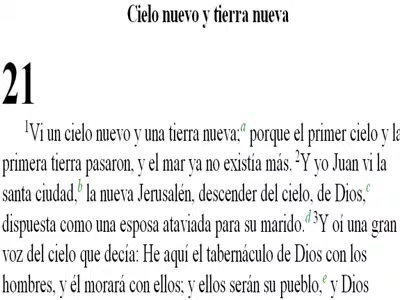 Cielo nuevo y tierra nueva
21
1Vi un cielo nuevo y una tierra nueva;a porque el primer cielo y la
primera tierra pasaron, y el mar ya no existía más. 2Y yo Juan vi la
santa ciudad,b la nueva Jerusalén, descender del cielo, de Dios,c
dispuesta como una esposa ataviada para su marido.d 3Y oí una gran
voz del cielo que decía: He aquí el tabernáculo de Dios con los
hombres, y él morará con ellos; y ellos serán su pueblo,e y Dios